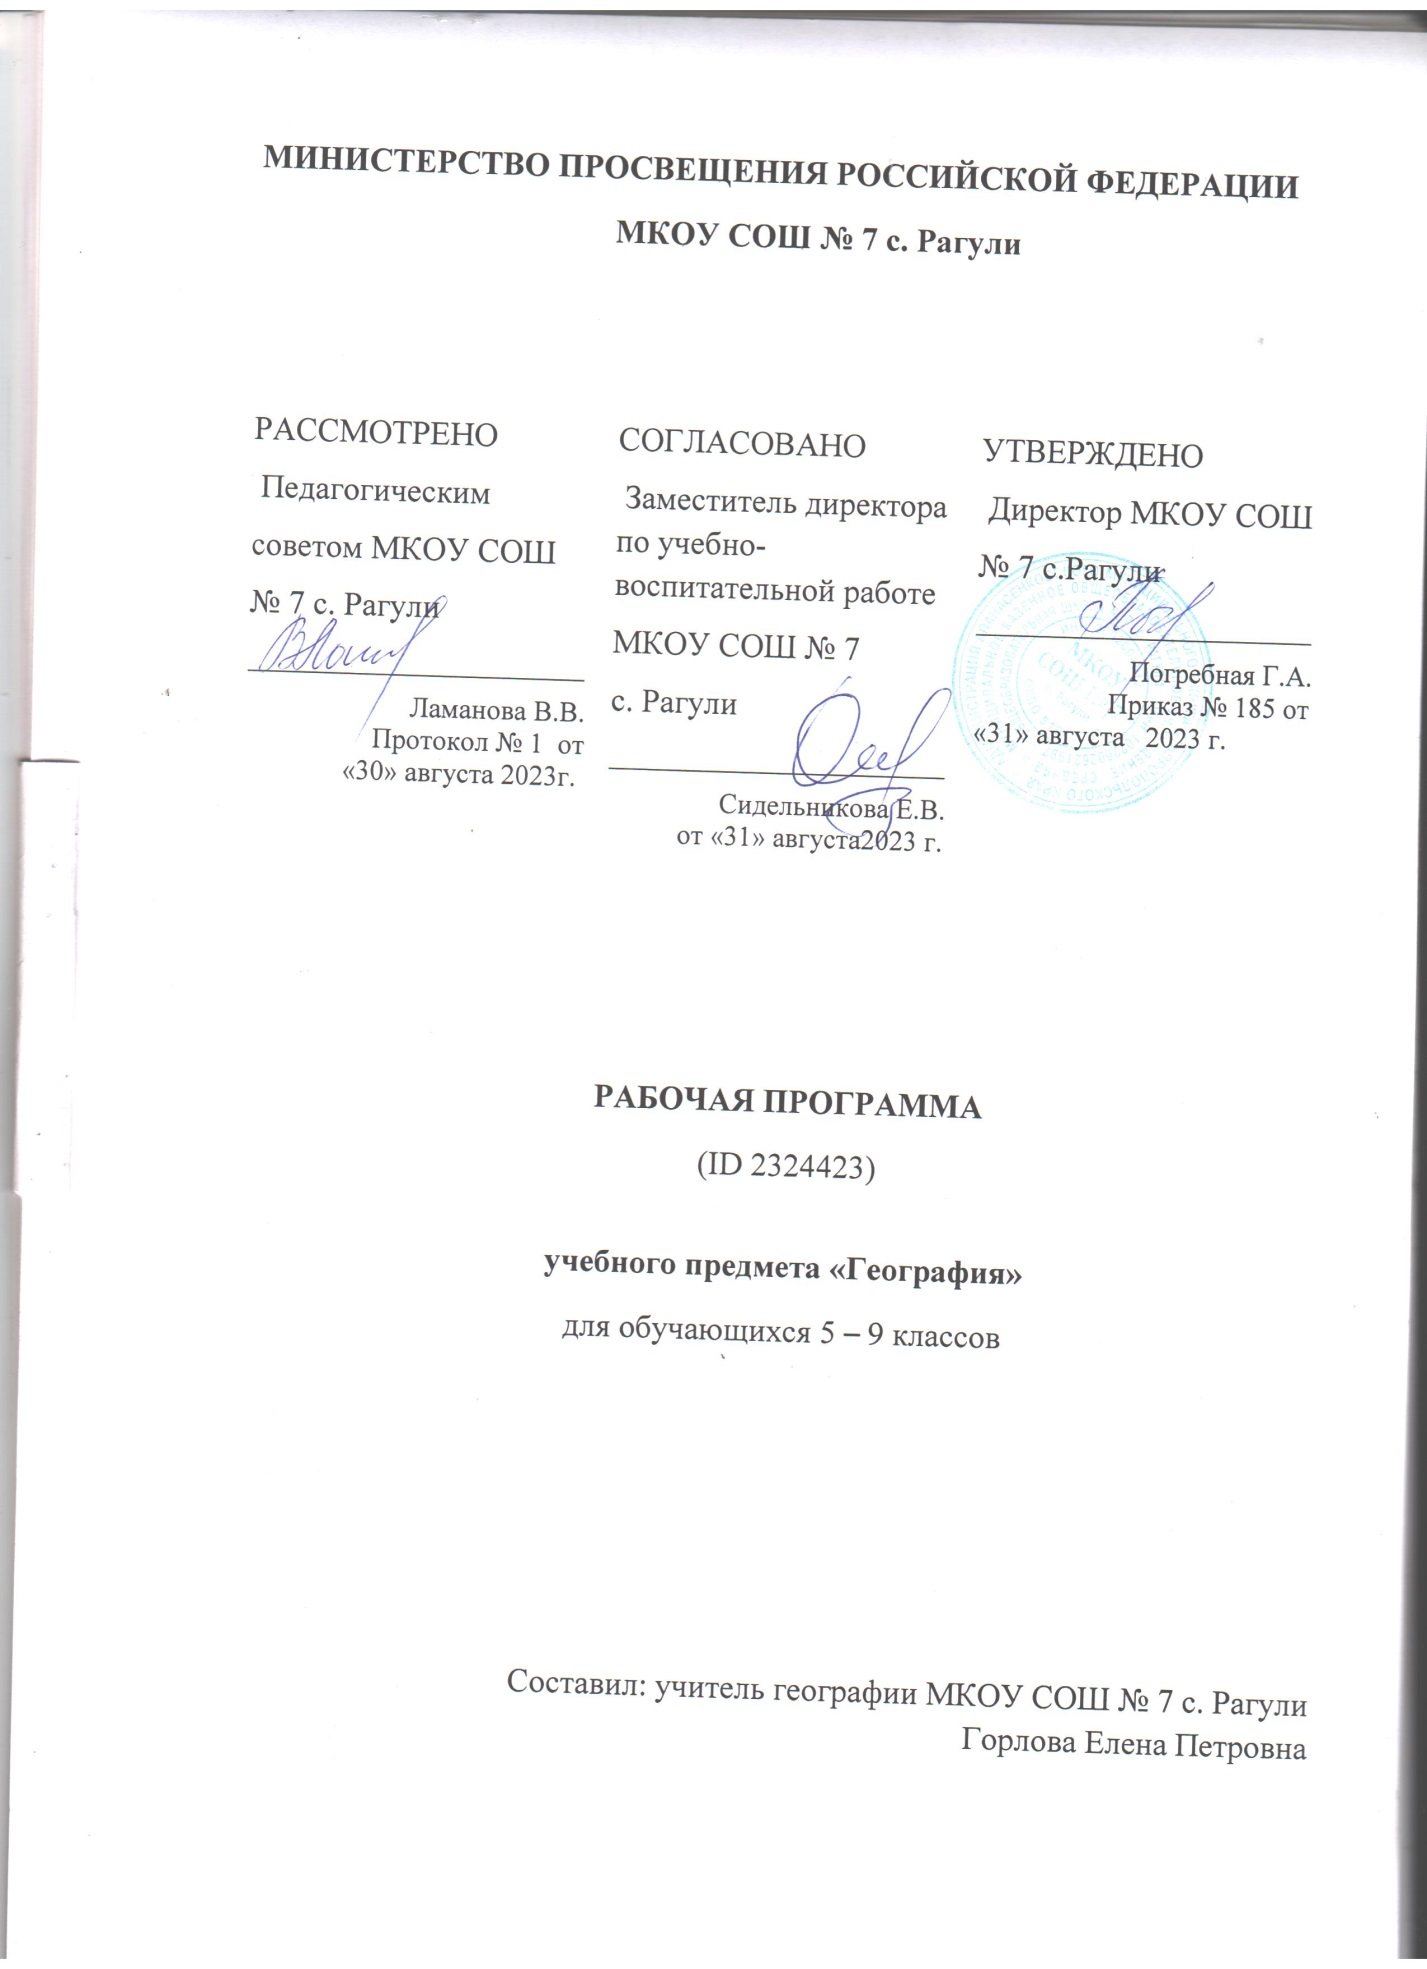 МИНИСТЕРСТВО ПРОСВЕЩЕНИЯ РОССИЙСКОЙ ФЕДЕРАЦИИ
МКОУ СОШ № 7 с. Рагули
РАССМОТРЕНО
Педагогическим
советом МКОУ СОШ
№ 7 с. Рагули
Ламанова В.В.
Протокол № 1 от
«30» августа 2023г.
СОГЛАСОВАНО
Заместитель директора
по учебно-
воспитательной работе
МКОУ СОШ № 7
с. Рагули
Сидельникова Е.В.
от «31» августа2023 г.
УТВЕРЖДЕНО
Директор МКОУ СОШ
№ 7 с.Рагули
Погребная Г.А.
Приказ № 185 от
«31» августа 2023 г.
МКОУ
СОШ
РАБОЧАЯ ПРОГРАММА
(ID 2324423)
учебного предмета «География»
для обучающихся 5 – 9 классов
Составил: учитель географии МКОУ СОШ № 7 с. Рагули
Горлова Елена Петровна